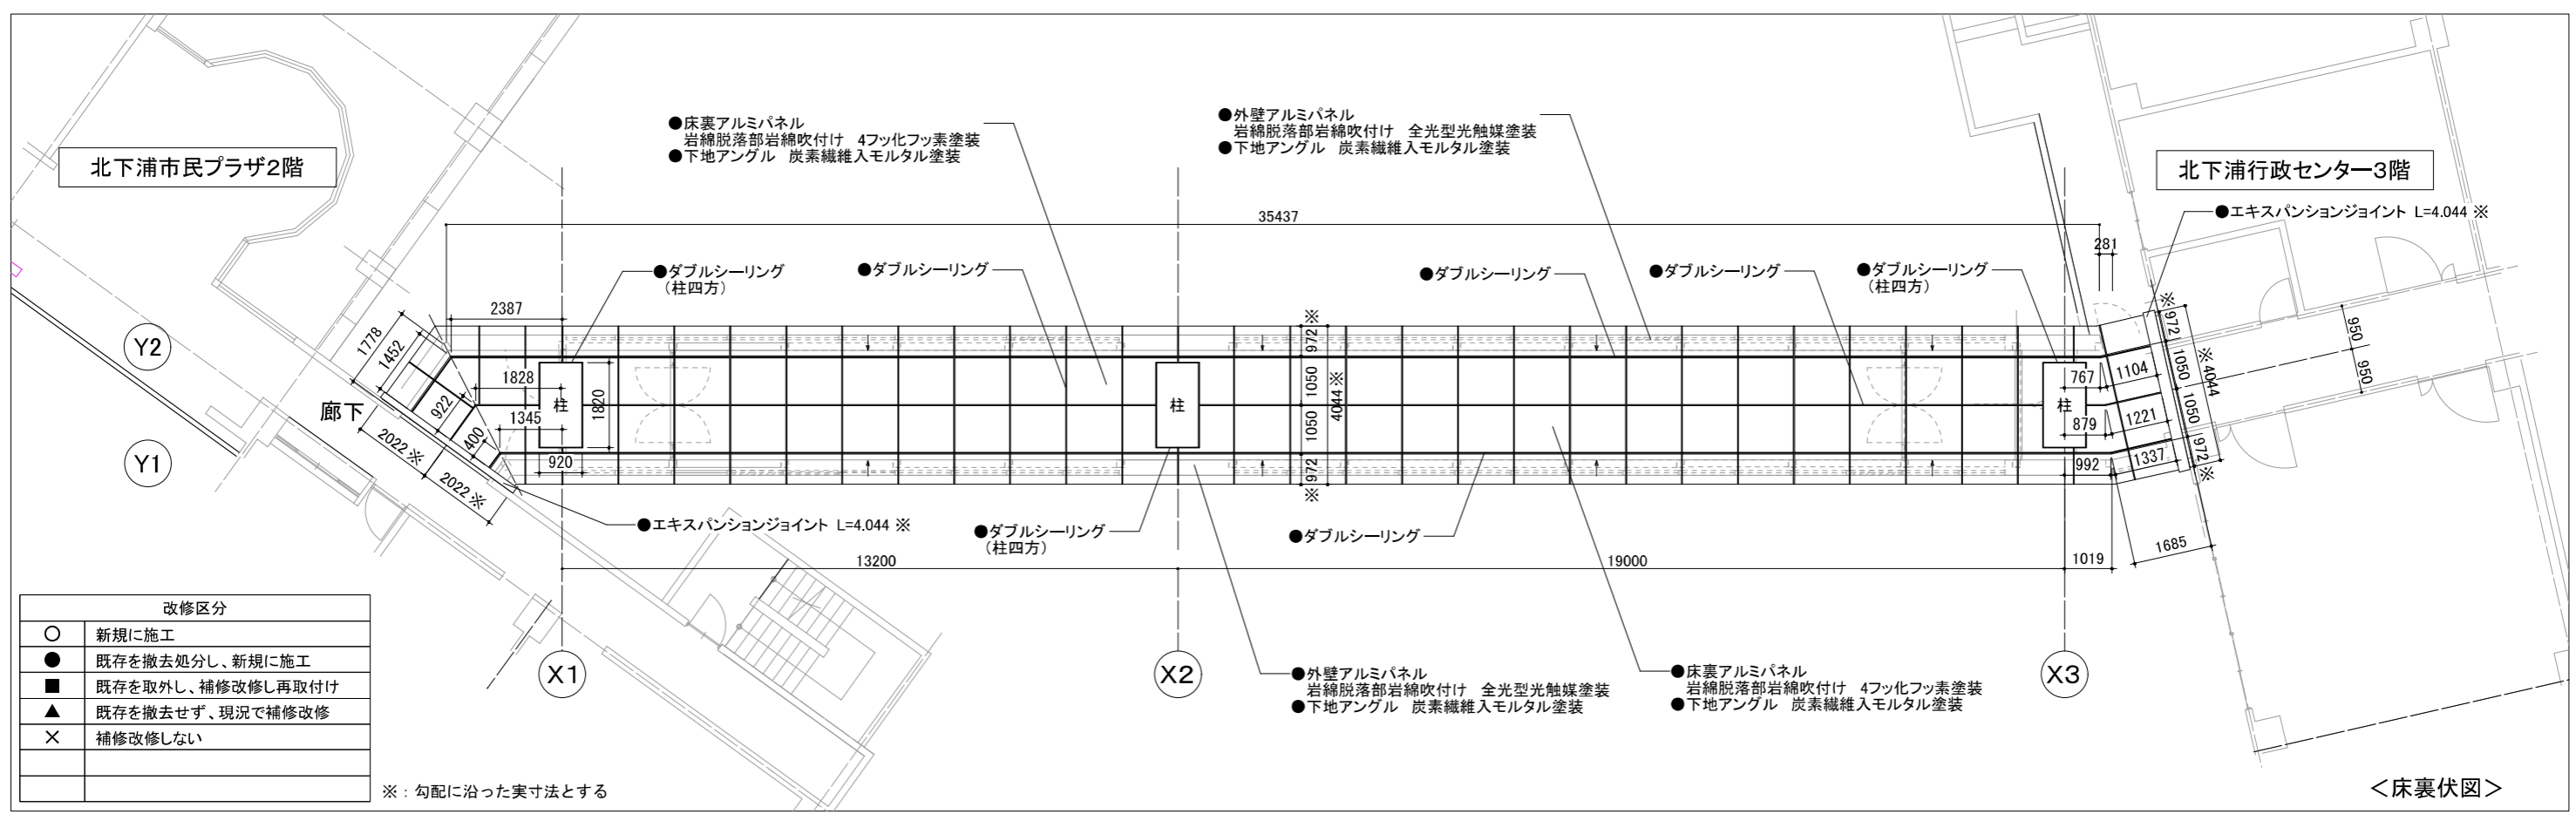 ●床裏アルミパネル
岩綿脱落部岩綿吹付け 4フッ化フッ素塗装
●下地アングル 炭素繊維入モルタル塗装
●外壁アルミパネル
岩綿脱落部岩綿吹付け 全光型光触媒塗装
●下地アングル 炭素繊維入モルタル塗装
北下浦市民プラザ2階
北下浦行政センター3階
●エキスパンションジョイント L=4.044 ※
35437
281
●ダブルシーリング
(柱四方)
●ダブルシーリング
●ダブルシーリング
●ダブルシーリング
●ダブルシーリング
(柱四方)
2387
1778
1452
Y2
Y1
廊下
1828
1345
922
400
2022 ※
2022 ※
柱
1820
920
柱
※
972
1050
1050
972
※
4044 ※
柱
767
879
992
1104
1221
1337
※
972
1050
1050
972
※
※4044
950
950
●エキスパンションジョイント L=4.044 ※
●ダブルシーリング
(柱四方)
●ダブルシーリング
13200
19000
1019
1685
X1
X2
X3
●外壁アルミパネル
岩綿脱落部岩綿吹付け 全光型光触媒塗装
●下地アングル 炭素繊維入モルタル塗装
●床裏アルミパネル
岩綿脱落部岩綿吹付け 4フッ化フッ素塗装
●下地アングル 炭素繊維入モルタル塗装
改修区分
○ 新規に施工
● 既存を撤去処分し、新規に施工
■ 既存を取外し、補修改修し再取付け
▲ 既存を撤去せず、現況で補修改修
× 補修改修しない
※：勾配に沿った実寸法とする
＜床裏伏図＞